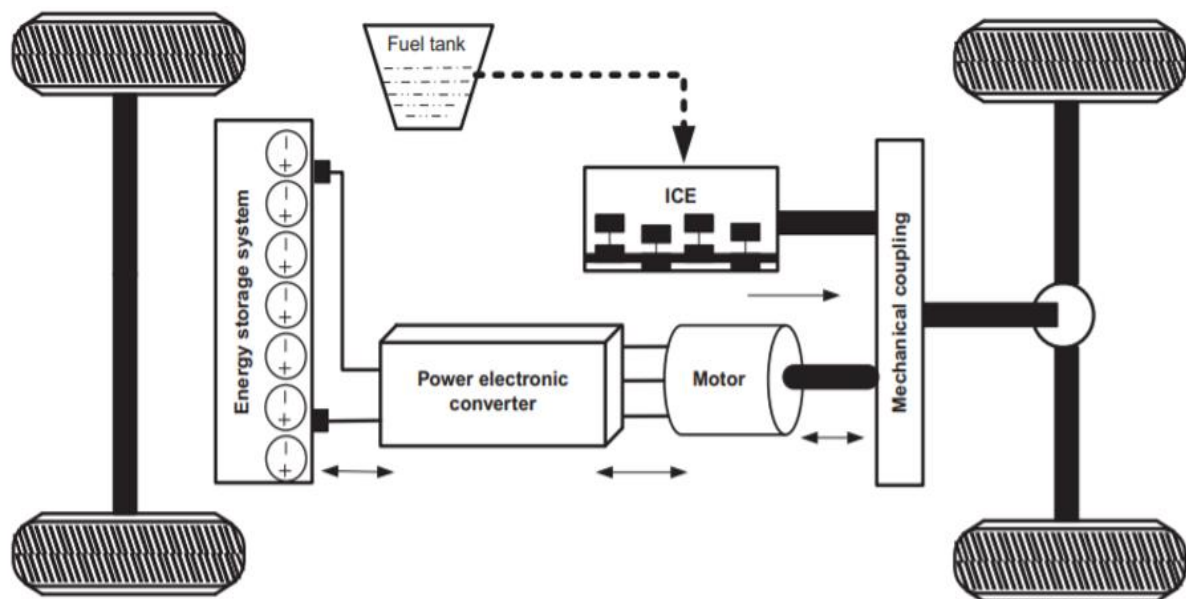 Fuel tank
ICE
Energy storage system
Power electronic
converter
Motor
Mechanical coupling